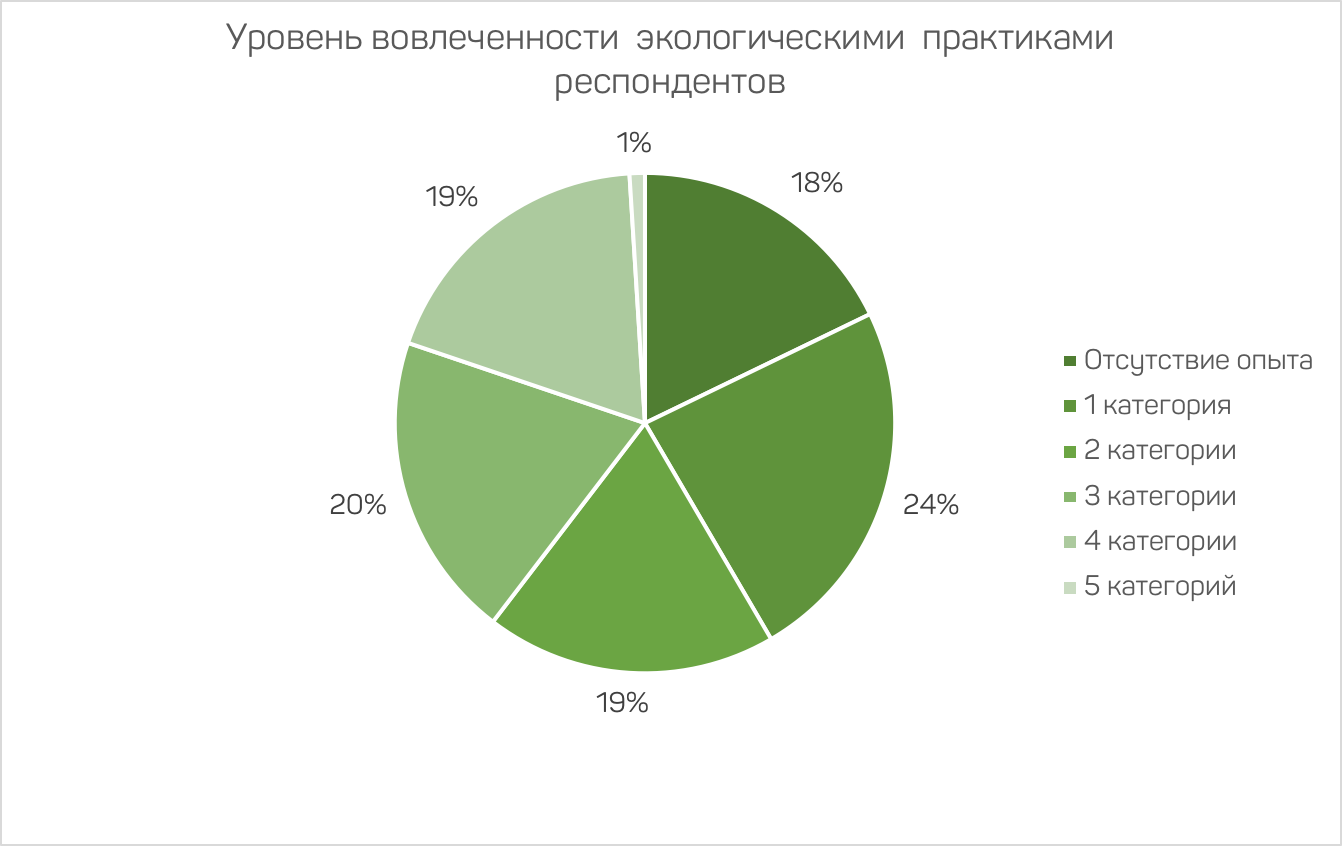 Уровень вовлеченности экологическими практиками
респондентов
1%
18%
19%
24%
20%
19%
Отсутствие опыта
1 категория
2 категории
3 категории
4 категории
5 категорий